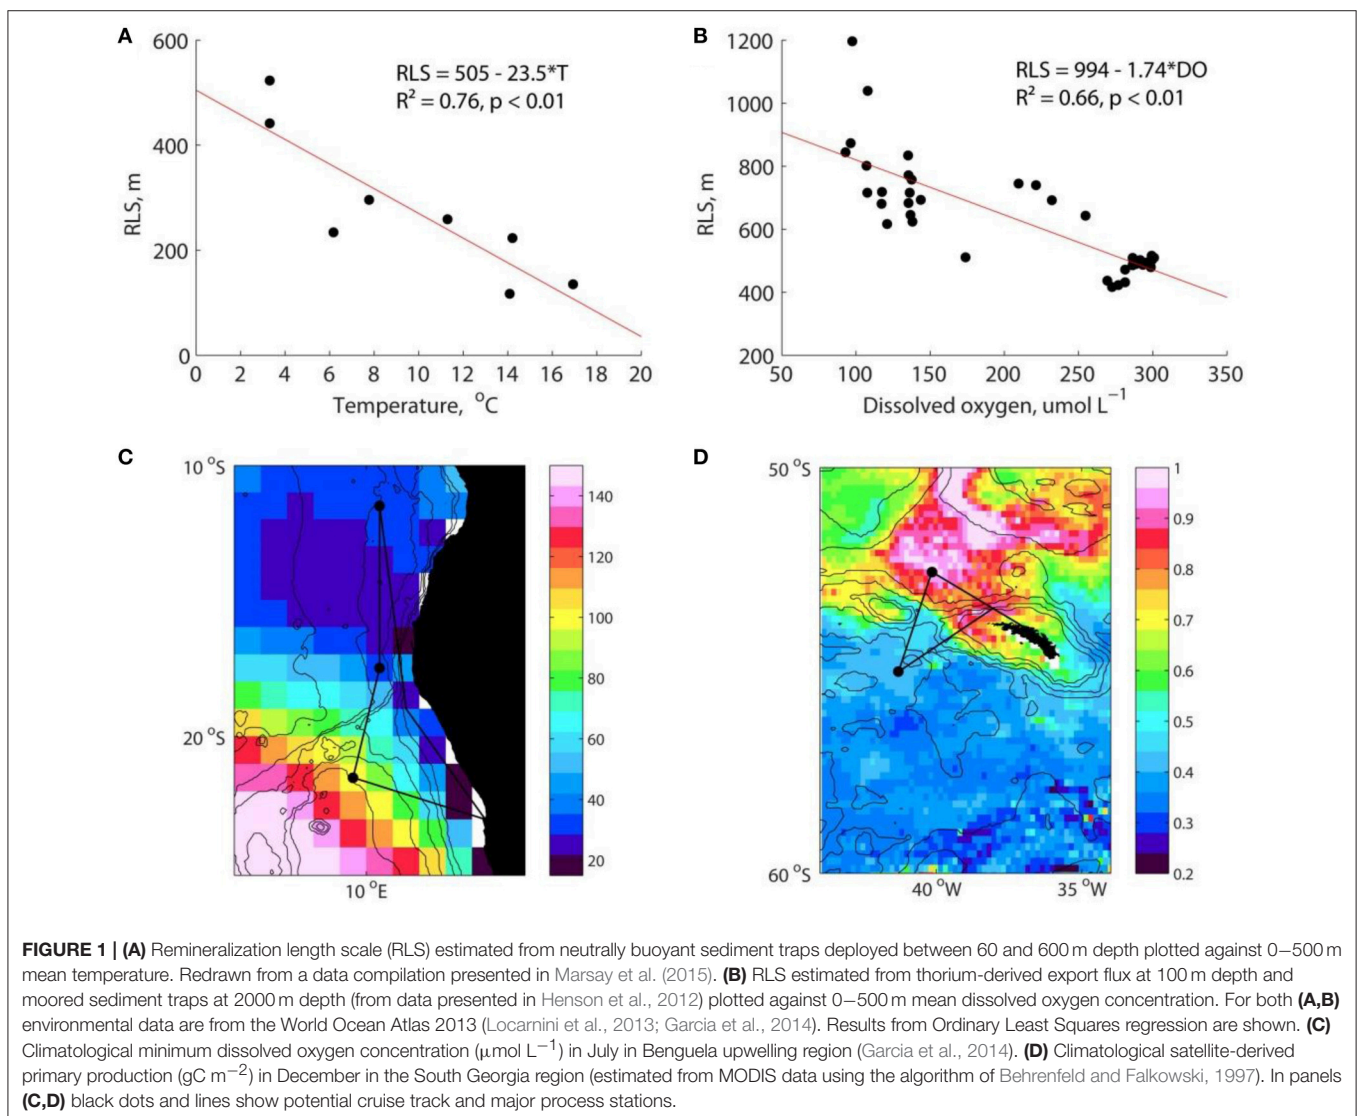 A
600
400
200
0
RLS, m
RLS = 505 - 23.5*T
R² = 0.76, p < 0.01
0 2 4 6 8 10 12 14 16 18 20
Temperature, °C
B
1200
1000
800
600
400
200
RLS, m
RLS = 994 - 1.74*DO
R² = 0.66, p < 0.01
50 100 150 200 250 300 350
Dissolved oxygen, umol L⁻¹
C
10 °S
20 °S
10 °E
140
120
100
80
60
40
20
D
50 °S
60 °S
40 °W 35 °W
1
0.9
0.8
0.7
0.6
0.5
0.4
0.3
0.2
FIGURE 1 | (A) Remineralization length scale (RLS) estimated from neutrally buoyant sediment traps deployed between 60 and 600 m depth plotted against 0–500 m
mean temperature. Redrawn from a data compilation presented in Marsay et al. (2015). (B) RLS estimated from thorium-derived export flux at 100 m depth and
moored sediment traps at 2000 m depth (from data presented in Henson et al., 2012) plotted against 0–500 m mean dissolved oxygen concentration. For both (A,B)
environmental data are from the World Ocean Atlas 2013 (Locarnini et al., 2013; Garcia et al., 2014). Results from Ordinary Least Squares regression are shown. (C)
Climatological minimum dissolved oxygen concentration (μmol L⁻¹) in July in Benguela upwelling region (Garcia et al., 2014). (D) Climatological satellite-derived
primary production (gC m⁻²) in December in the South Georgia region (estimated from MODIS data using the algorithm of Behrenfeld and Falkowski, 1997). In panels
(C,D) black dots and lines show potential cruise track and major process stations.